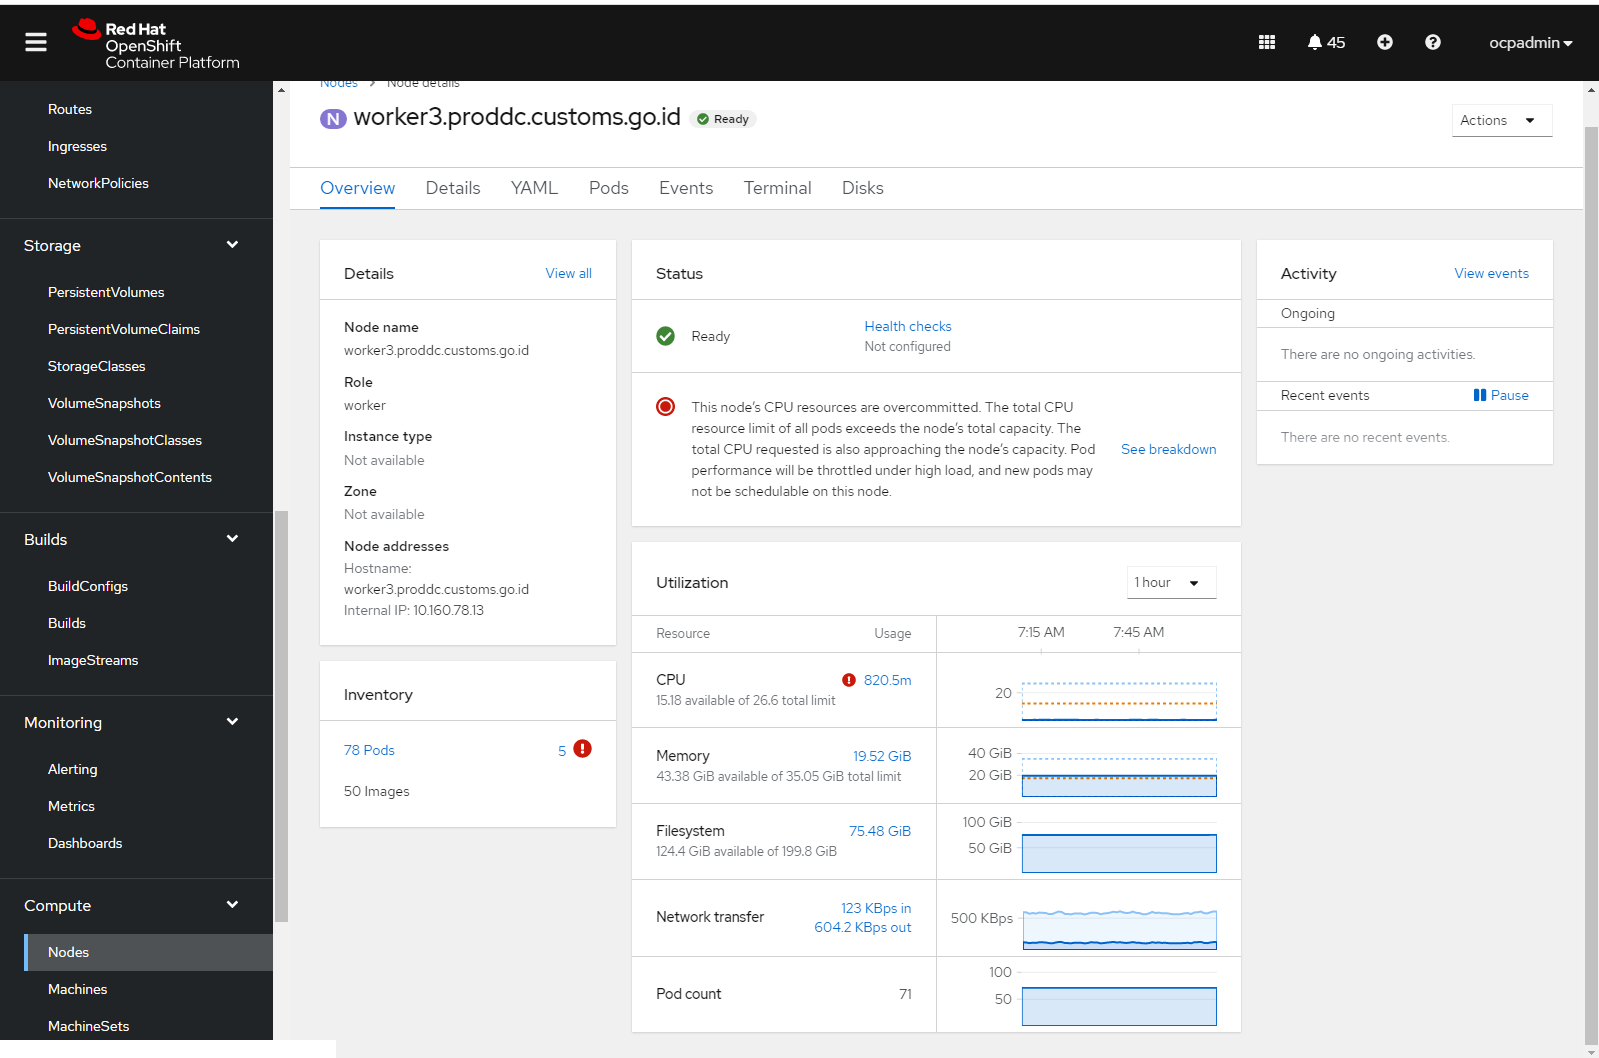 Red Hat
OpenShift
Container Platform
45
ocpadmin
Routes
Ingresses
NetworkPolicies
Storage
PersistentVolumes
PersistentVolumeClaims
StorageClasses
VolumeSnapshots
VolumeSnapshotClasses
VolumeSnapshotContents
Builds
BuildConfigs
Builds
ImageStreams
Monitoring
Alerting
Metrics
Dashboards
Compute
Nodes
Machines
MachineSets
Nodes > Node details
N worker3.proddc.customs.go.id Ready
Actions
Overview Details YAML Pods Events Terminal Disks
Details View all
Node name
worker3.proddc.customs.go.id
Role
worker
Instance type
Not available
Zone
Not available
Node addresses
Hostname:
worker3.proddc.customs.go.id
Internal IP: 10.160.78.13
Inventory
78 Pods 5
50 Images
Status
Ready
Health checks
Not configured
This node's CPU resources are overcommitted. The total CPU
resource limit of all pods exceeds the node's total capacity. The
total CPU requested is also approaching the node's capacity. Pod
performance will be throttled under high load, and new pods may
not be schedulable on this node.
See breakdown
Utilization 1 hour
Resource Usage 7:15 AM 7:45 AM
CPU 820.5m
15.18 available of 26.6 total limit
20
Memory 19.52 GiB
43.38 GiB available of 35.05 GiB total limit
40 GiB
20 GiB
Filesystem 75.48 GiB
124.4 GiB available of 199.8 GiB
100 GiB
50 GiB
Network transfer
123 KBps in
604.2 KBps out
500 KBps
Pod count 71
100
50
Activity View events
Ongoing
There are no ongoing activities.
Recent events Pause
There are no recent events.